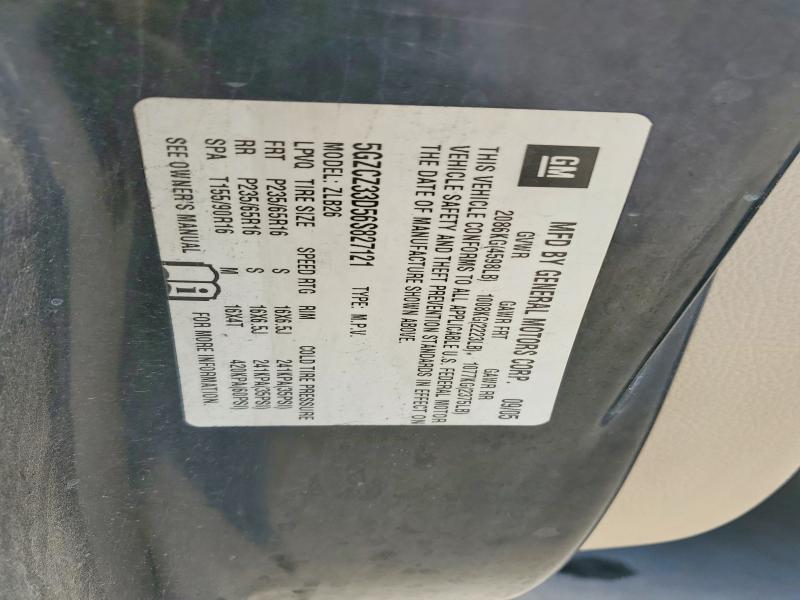 GM
MFD BY GENERAL MOTORS CORP. 09/05
GVWR GAWR FRT GAWR RR
2086KG(4598LB) 1008KG(2223LB) 1077KG(2375LB)
THIS VEHICLE CONFORMS TO ALL APPLICABLE U.S. FEDERAL MOTOR
VEHICLE SAFETY AND THEFT PREVENTION STANDARDS IN EFFECT ON
THE DATE OF MANUFACTURE SHOWN ABOVE.
5GZCZ33D56S827121 TYPE: M.P.V.
MODEL: ZLB26
LPVQ TIRE SIZE SPEED RTG RIM COLD TIRE PRESSURE
FRT P235/65R16 S 16X6.5J 241KPA(35PSI)
RR P235/65R16 S 16X6.5J 241KPA(35PSI)
SPA T155/90R16 M 16X4T 420KPA(60PSI)
SEE OWNER'S MANUAL i FOR MORE INFORMATION.